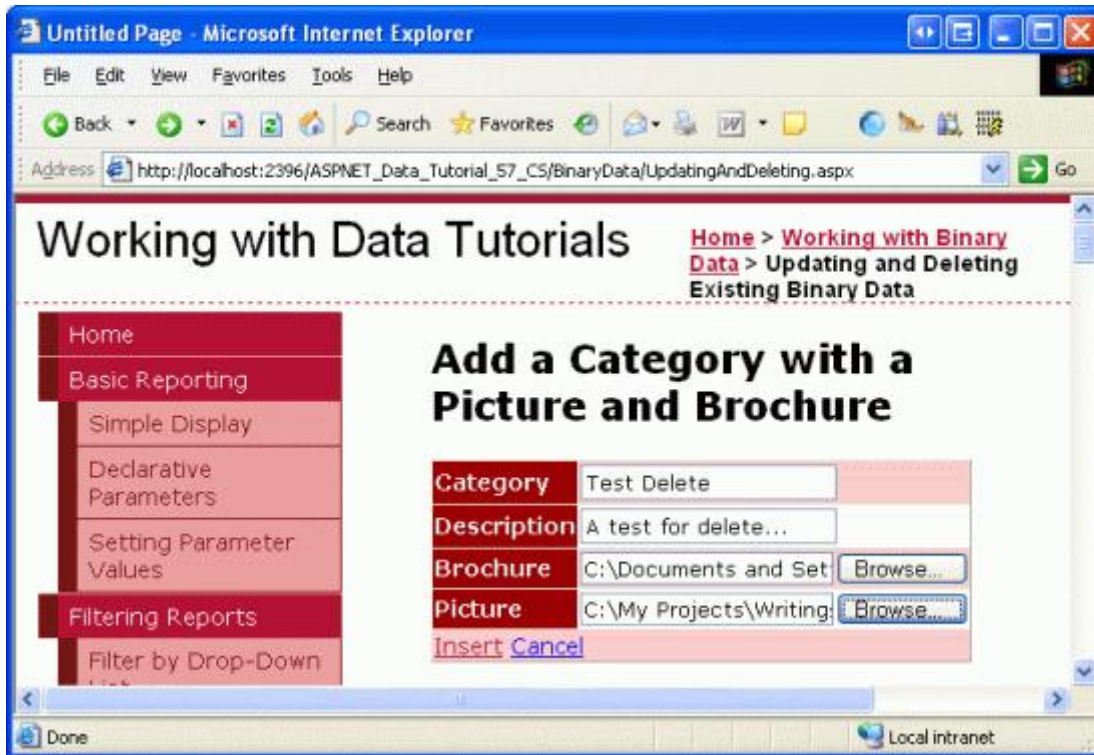 Untitled Page - Microsoft Internet Explorer
File Edit View Favorites Tools Help
Back Search Favorites
Address http://localhost:2396/ASPNET_Data_Tutorial_57_CS/BinaryData/UpdatingAndDeleting.aspx Go
Working with Data Tutorials
Home > Working with Binary
Data > Updating and Deleting
Existing Binary Data
Home
Basic Reporting
Simple Display
Declarative
Parameters
Setting Parameter
Values
Filtering Reports
Filter by Drop-Down
Add a Category with a
Picture and Brochure
Category Test Delete
Description A test for delete...
Brochure C:\Documents and Set Browse...
Picture C:\My Projects\Writing Browse...
Insert Cancel
Done Local intranet